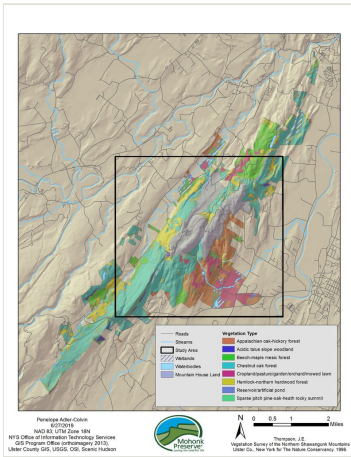 Roads
Streams
Study Area
Wetlands
Waterbodies
Mountain House Land
Vegetation Type
Appalachian oak-hickory forest
Acidic talus slope woodland
Beech-maple mesic forest
Chestnut oak forest
Cropland/pasture/garden/orchard/mowed lawn
Hemlock-northern hardwood forest
Reservoir/artificial pond
Sparse pitch pine-oak-heath rocky summit
Penelope Adler-Colvin
6/27/2019
NAD 83, UTM Zone 18N
NYS Office of Information Technology Services
GIS Program Office (orthoimagery 2013),
Ulster County GIS, USGS, OSI, Scenic Hudson
Mohonk
Preserve
N
0 0.5 1 2
Miles
Thompson, J.E.
Vegetation Survey of the Northern Shawangunk Mountains
Ulster Co., New York for The Nature Conservancy. 1996